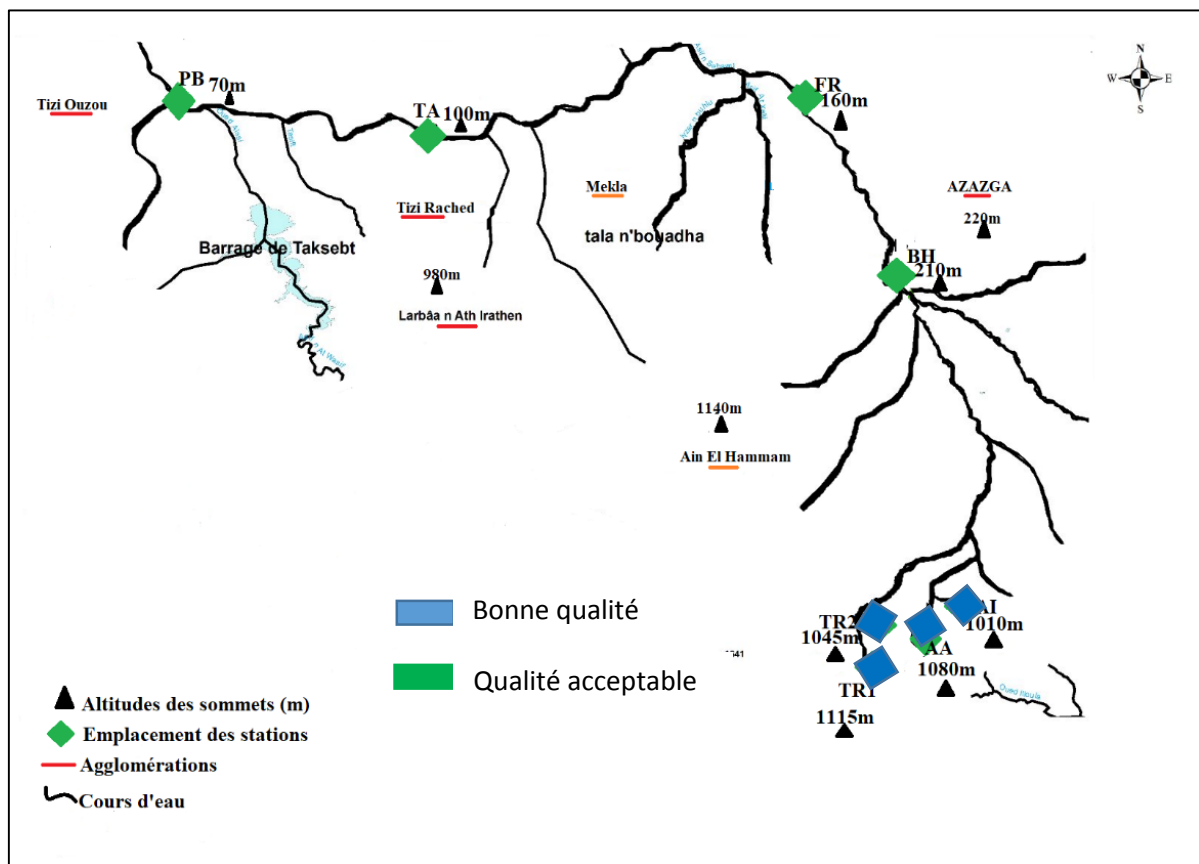 N
W
E
S
PB
70m
Tizi Ouzou
TA
100m
FR
160m
Mekla
AZAZGA
220m
Tizi Rached
tala n'bouadha
Barrage de Taksebt
BH
210m
980m
Larbâa n Ath Irathen
1140m
Ain El Hammam
Bonne qualité
TR2
AI
1045m
1010m
AA
1080m
Qualité acceptable
TR1
1115m
Altitudes des sommets (m)
Emplacement des stations
Agglomérations
Cours d'eau